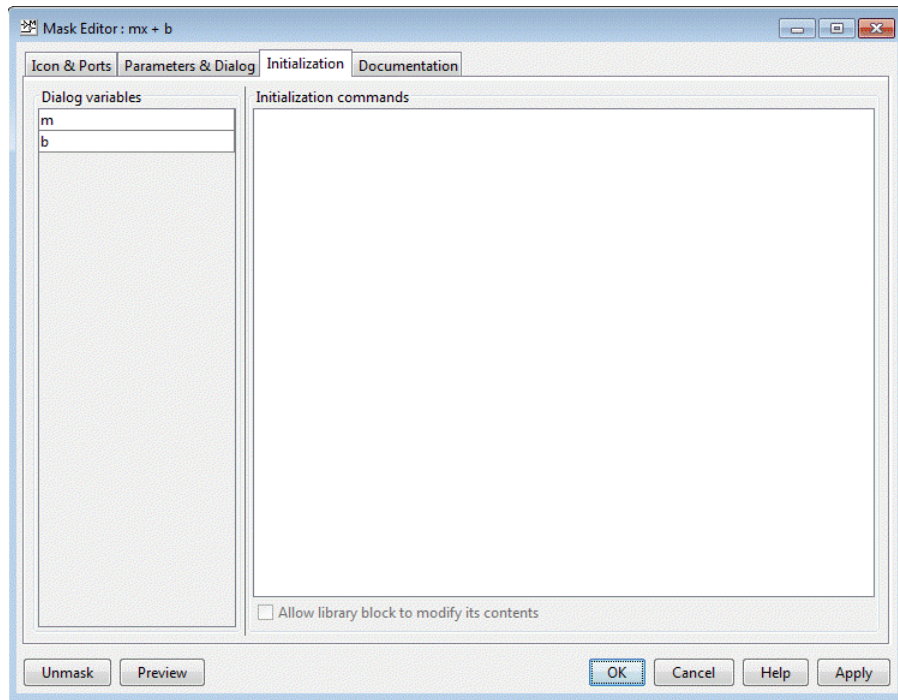 Mask Editor : mx + b
Icon & Ports Parameters & Dialog Initialization Documentation
Dialog variables
m
b
Initialization commands
Allow library block to modify its contents
Unmask Preview OK Cancel Help Apply